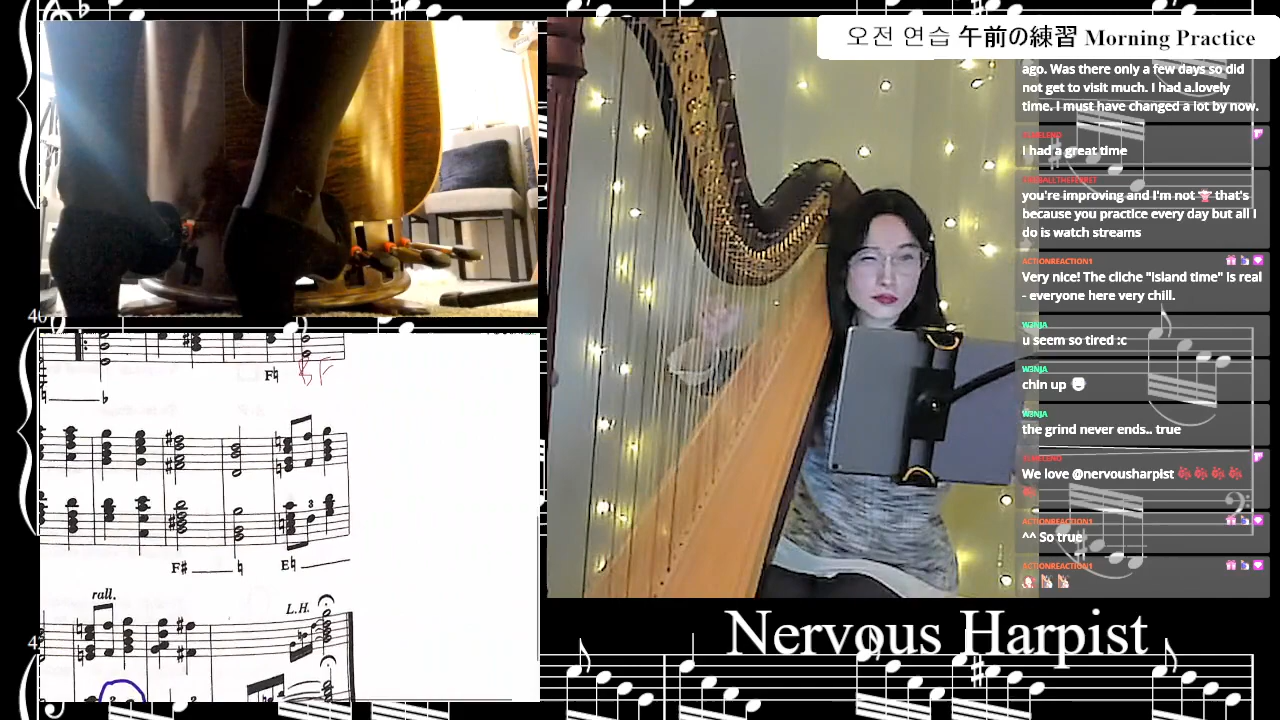 오전 연습 午前の練習 Morning Practice
ago. Was there only a few days so did
not get to visit much. I had a.lovely
time. I must have changed a lot by now.
I had a great time
you're improving and I'm not that's
because you practice every day but all I
do is watch streams
ACTIONREACTION1
Very nice! The cliche "island time" is real
- everyone here very chill.
W3NJA
u seem so tired :c
W3NJA
chin up
W3NJA
the grind never ends.. true
We love @nervousharpist
ACTIONREACTION1
^^ So true
ACTIONREACTION1
40
F♮
BF
♮ ♭
3
F# ♮ E♮
rall.
L.H.
Nervous Harpist